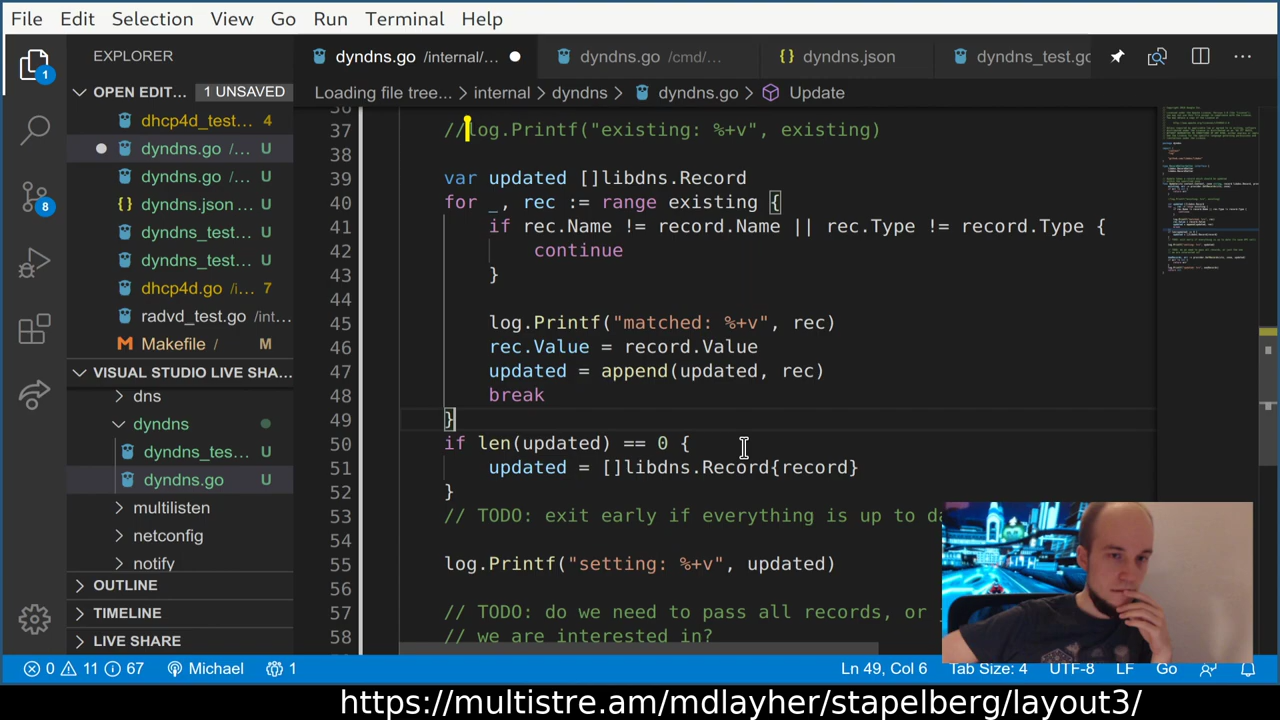 File Edit Selection View Go Run Terminal Help
1
EXPLORER
dyndns.go /internal/...
dyndns.go /cmd/...
dyndns.json
dyndns_test.go
OPEN EDIT... 1 UNSAVED
Loading file tree... > internal > dyndns > dyndns.go > Update
dhcp4d_test... 4
dyndns.go /... U
dyndns.go /... U
dyndns.json ... U
dyndns_test... U
dyndns_test... U
dhcp4d.go /i... 7
radvd_test.go /int...
Makefile / M
8
VISUAL STUDIO LIVE SHA...
dns
dyndns
dyndns_tes... U
dyndns.go U
multilisten
netconfig
notify
OUTLINE
TIMELINE
LIVE SHARE
36
37 //log.Printf("existing: %+v", existing)
38
39 var updated []libdns.Record
40 for _, rec := range existing {
41 if rec.Name != record.Name || rec.Type != record.Type {
42 continue
43 }
44
45 log.Printf("matched: %+v", rec)
46 rec.Value = record.Value
47 updated = append(updated, rec)
48 break
49 }
50 if len(updated) == 0 {
51 updated = []libdns.Record{record}
52 }
53 // TODO: exit early if everything is up to da
54
55 log.Printf("setting: %+v", updated)
56
57 // TODO: do we need to pass all records, or
58 // we are interested in?
0 11 67 Michael 1 Ln 49, Col 6 Tab Size: 4 UTF-8 LF Go
https://multistre.am/mdlayher/stapelberg/layout3/